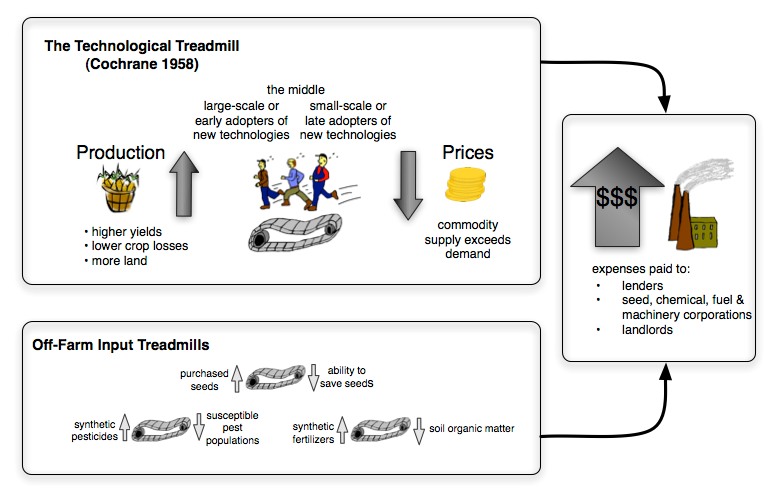 The Technological Treadmill
(Cochrane 1958)
the middle
large-scale or
early adopters of
new technologies
small-scale or
late adopters of
new technologies
Production
Prices
• higher yields
• lower crop losses
• more land
commodity
supply exceeds
demand
$$$
expenses paid to:
• lenders
• seed, chemical, fuel &
machinery corporations
• landlords
Off-Farm Input Treadmills
purchased
seeds
ability to
save seedS
synthetic
pesticides
susceptible
pest
populations
synthetic
fertilizers
soil organic matter